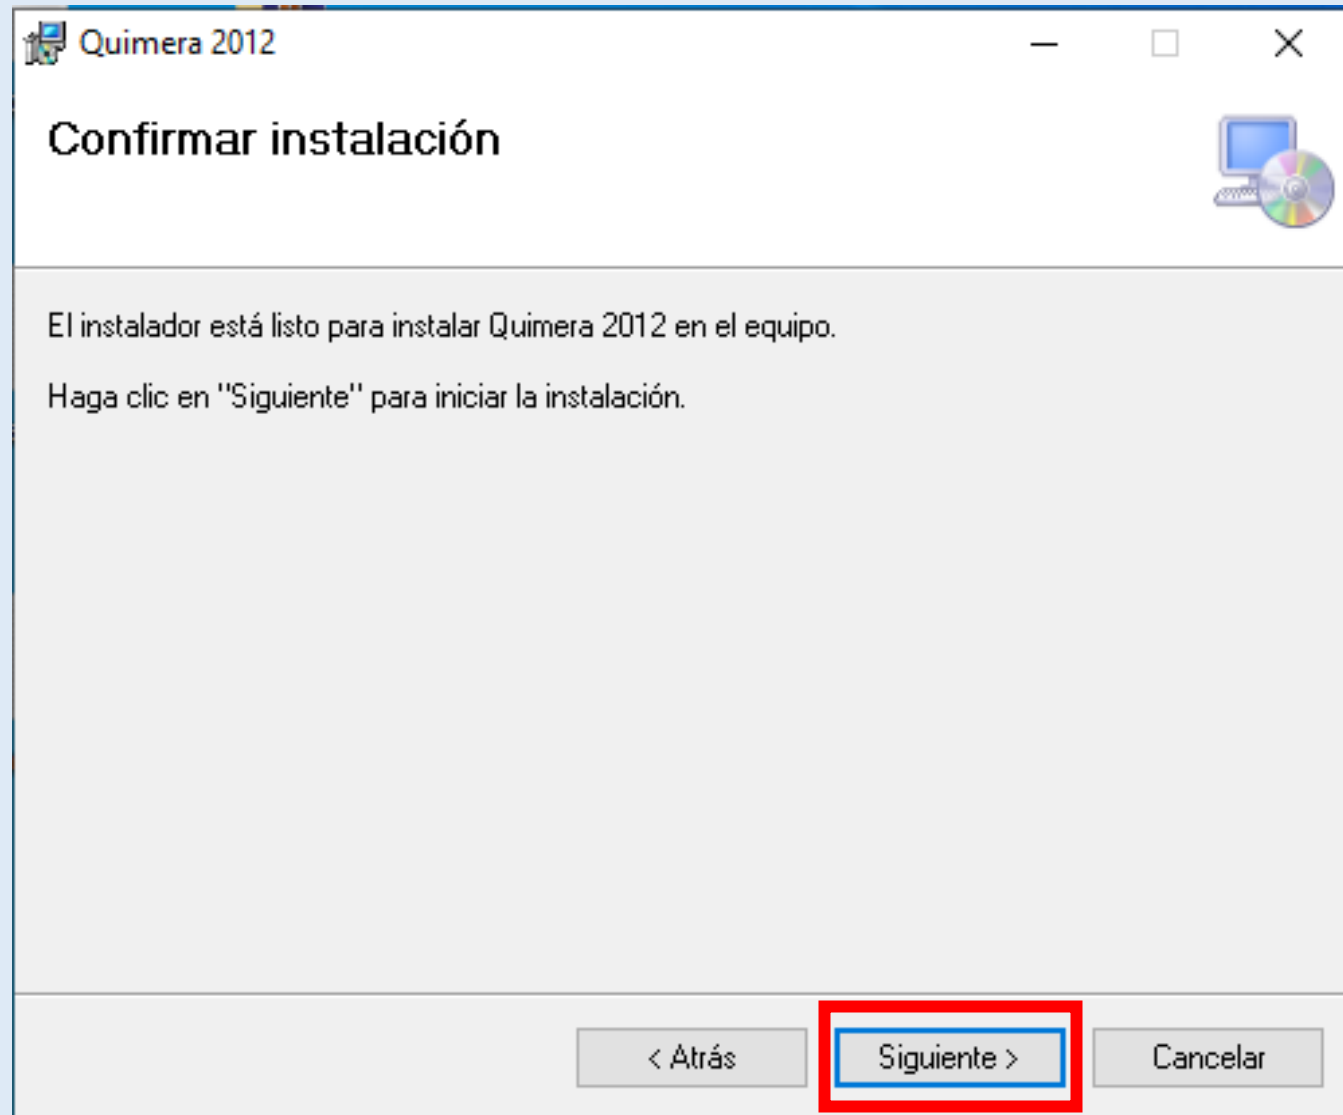 Quimera 2012
Confirmar instalación
El instalador está listo para instalar Quimera 2012 en el equipo.
Haga clic en "Siguiente" para iniciar la instalación.
< Atrás
Siguiente >
Cancelar